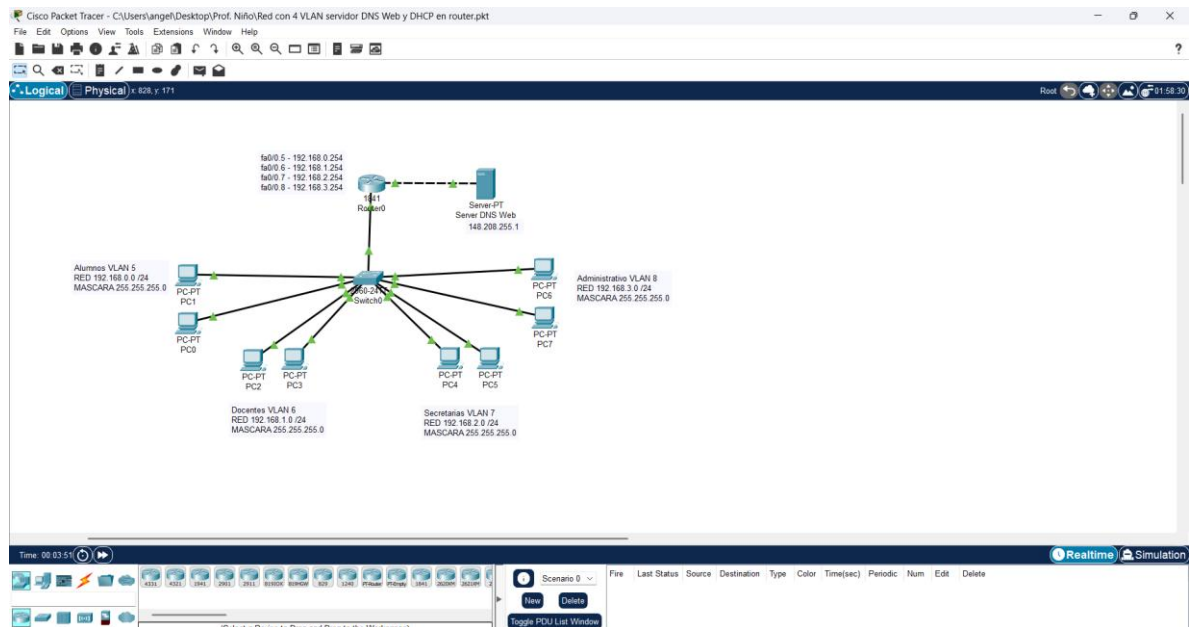 Cisco Packet Tracer - C:\Users\angel\Desktop\Prof. Niño\Red con 4 VLAN servidor DNS Web y DHCP en router.pkt
File Edit Options View Tools Extensions Window Help
?
Logical Physical x: 828, y: 171
Root 01:58:30
fa0/0.5 - 192.168.0.254
fa0/0.6 - 192.168.1.254
fa0/0.7 - 192.168.2.254
fa0/0.8 - 192.168.3.254
1841
Router0
Server-PT
Server DNS Web
148.208.255.1
Alumnos VLAN 5
RED 192.168.0.0 /24
MASCARA 255.255.255.0
PC-PT
PC1
Switch0
PC-PT
PC6
Administrativo VLAN 8
RED 192.168.3.0 /24
MASCARA 255.255.255.0
PC-PT
PC0
PC-PT
PC7
PC-PT
PC2
PC-PT
PC3
PC-PT
PC4
PC-PT
PC5
Docentes VLAN 6
RED 192.168.1.0 /24
MASCARA 255.255.255.0
Secretarias VLAN 7
RED 192.168.2.0 /24
MASCARA 255.255.255.0
Time: 00:03:51
Realtime Simulation
4331 4321 1941 2901 2911 819IOX 819HGW 829 1240 PT-Router PT-Empty 1841 2620XM 2621XM
Scenario 0
New Delete
Toggle PDU List Window
Fire Last Status Source Destination Type Color Time(sec) Periodic Num Edit Delete